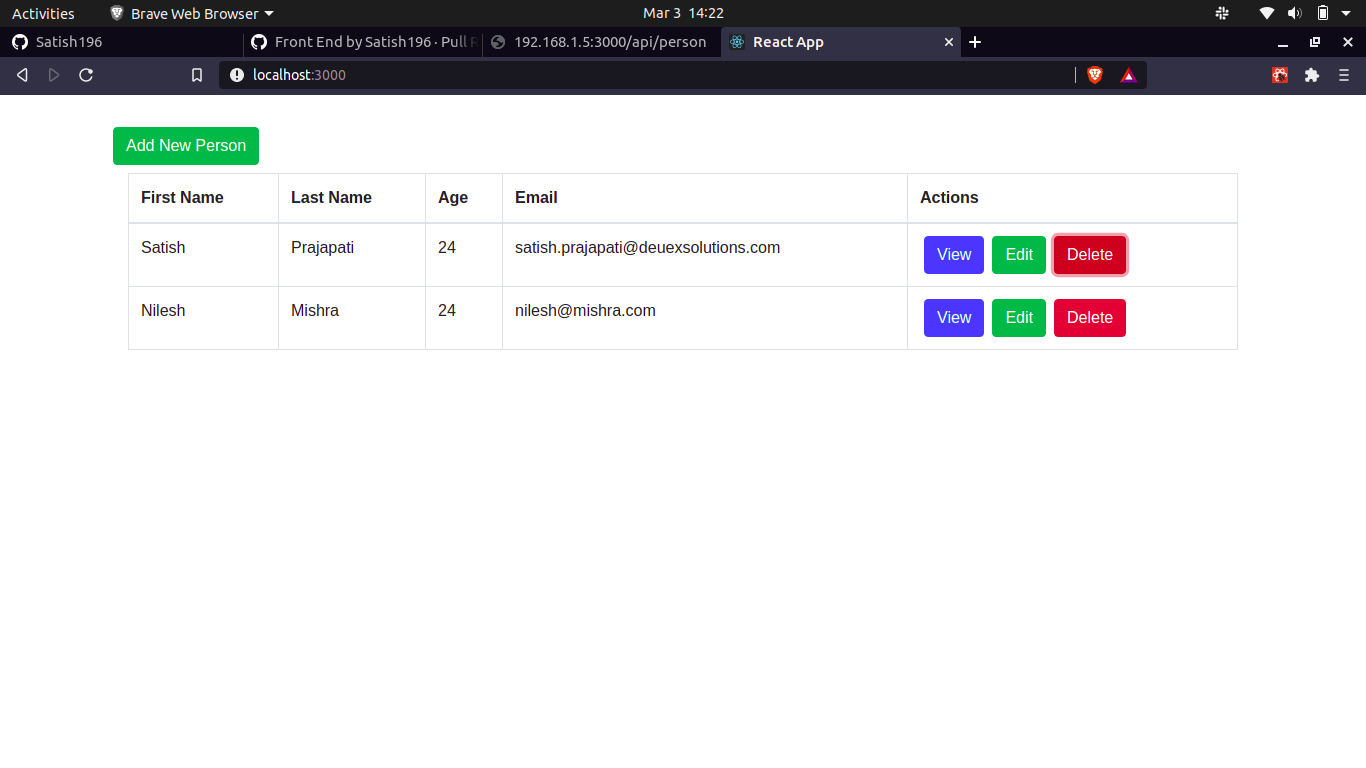 Activities Brave Web Browser Mar 3 14:22
Satish196 Front End by Satish196 · Pull 192.168.1.5:3000/api/person React App
localhost:3000
Add New Person
First Name Last Name Age Email Actions
Satish Prajapati 24 satish.prajapati@deuexsolutions.com View Edit Delete
Nilesh Mishra 24 nilesh@mishra.com View Edit Delete